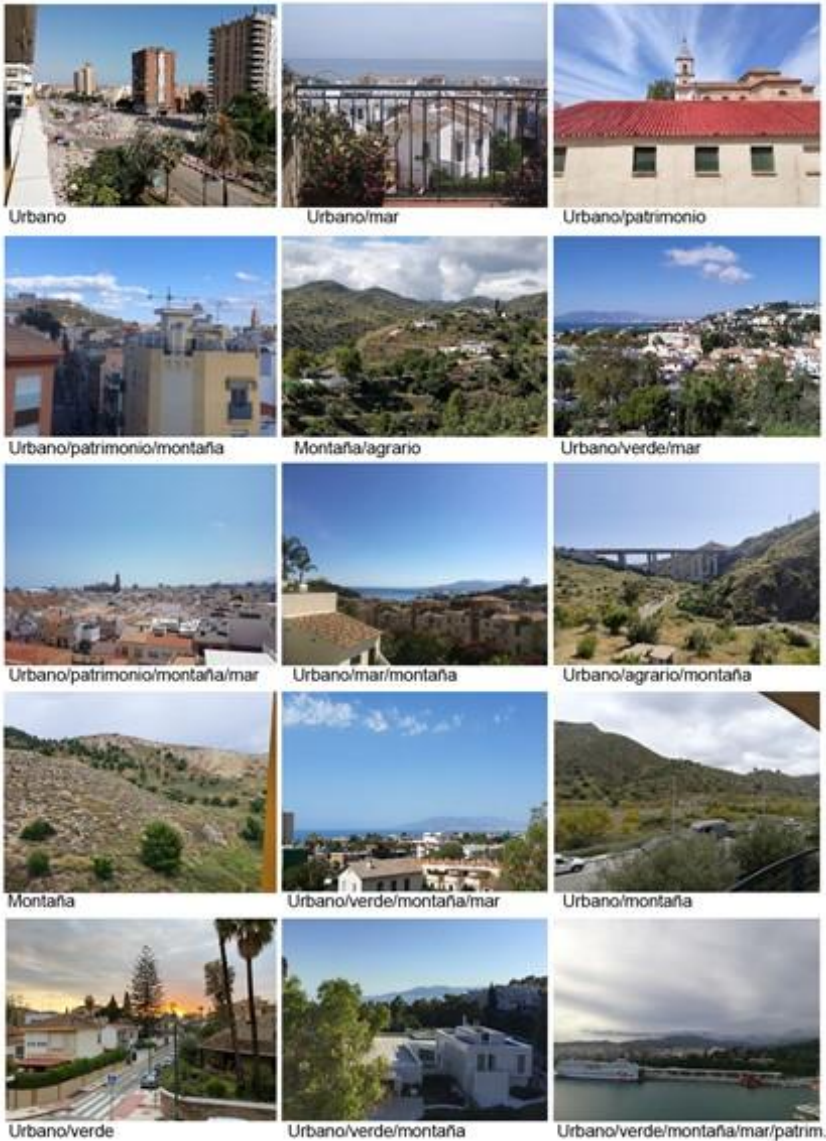 Urbano
Urbano/mar
Urbano/patrimonio
Urbano/patrimonio/montaña
Montaña/agrario
Urbano/verde/mar
Urbano/patrimonio/montaña/mar
Urbano/mar/montaña
Urbano/agrario/montaña
Montaña
Urbano/verde/montaña/mar
Urbano/montaña
Urbano/verde
Urbano/verde/montaña
Urbano/verde/montaña/mar/patrim.